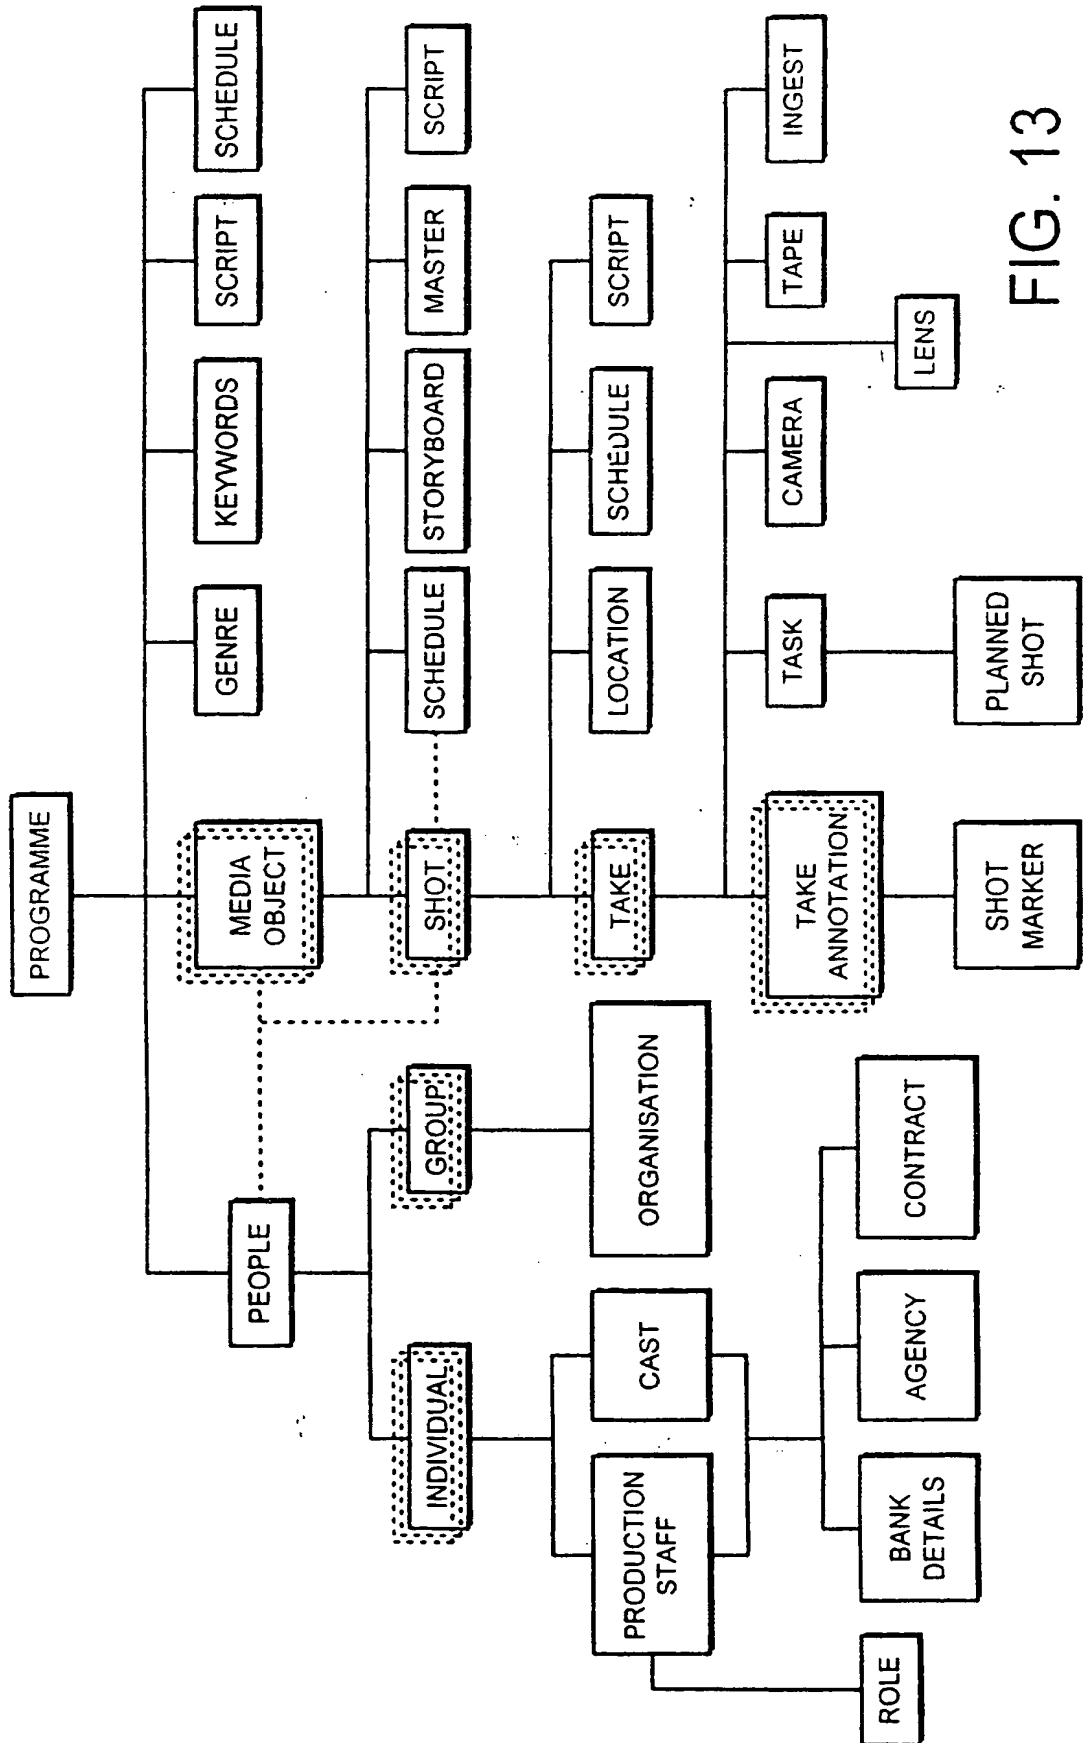 PROGRAMME
PEOPLE
MEDIA
OBJECT
GENRE
KEYWORDS
SCRIPT
SCHEDULE
INDIVIDUAL
GROUP
SHOT
SCHEDULE
STORYBOARD
MASTER
SCRIPT
PRODUCTION
STAFF
CAST
ORGANISATION
TAKE
LOCATION
SCHEDULE
SCRIPT
TAKE
ANNOTATION
TASK
CAMERA
TAPE
INGEST
ROLE
BANK
DETAILS
AGENCY
CONTRACT
LENS
SHOT
MARKER
PLANNED
SHOT
FIG. 13